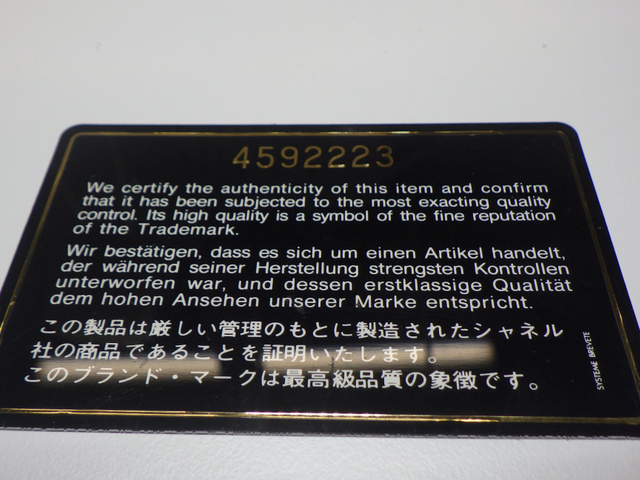 4592223
We certify the authenticity of this item and confirm
that it has been subjected to the most exacting quality
control. Its high quality is a symbol of the fine reputation
of the Trademark.
Wir bestätigen, dass es sich um einen Artikel handelt,
der während seiner Herstellung strengsten Kontrollen
unterworfen war, und dessen erstklassige Qualität
dem hohen Ansehen unserer Marke entspricht.
この製品は厳しい管理のもとに製造されたシャネル
社の商品であることを証明いたします。
このブランド・マークは最高級品質の象徴です。
SYSTEME BREVETE